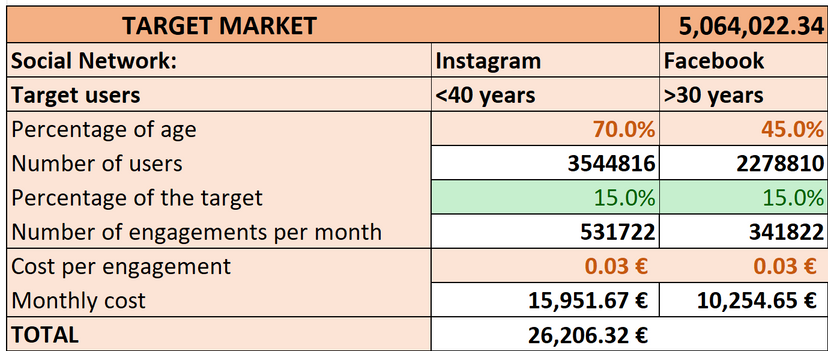 TARGET MARKET 5,064,022.34
Social Network: Instagram Facebook
Target users <40 years >30 years
Percentage of age 70.0% 45.0%
Number of users 3544816 2278810
Percentage of the target 15.0% 15.0%
Number of engagements per month 531722 341822
Cost per engagement 0.03 € 0.03 €
Monthly cost 15,951.67 € 10,254.65 €
TOTAL 26,206.32 €